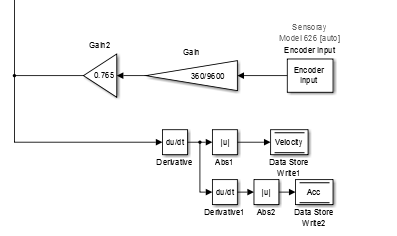 Sensoray
Model 626 [auto]
Encoder Input
Gain2
Gain
0.765
360/9600
Encoder
Input
du/dt
|u|
Velocity
Derivative
Abs1
Data Store
Write1
du/dt
|u|
Acc
Derivative1
Abs2
Data Store
Write2